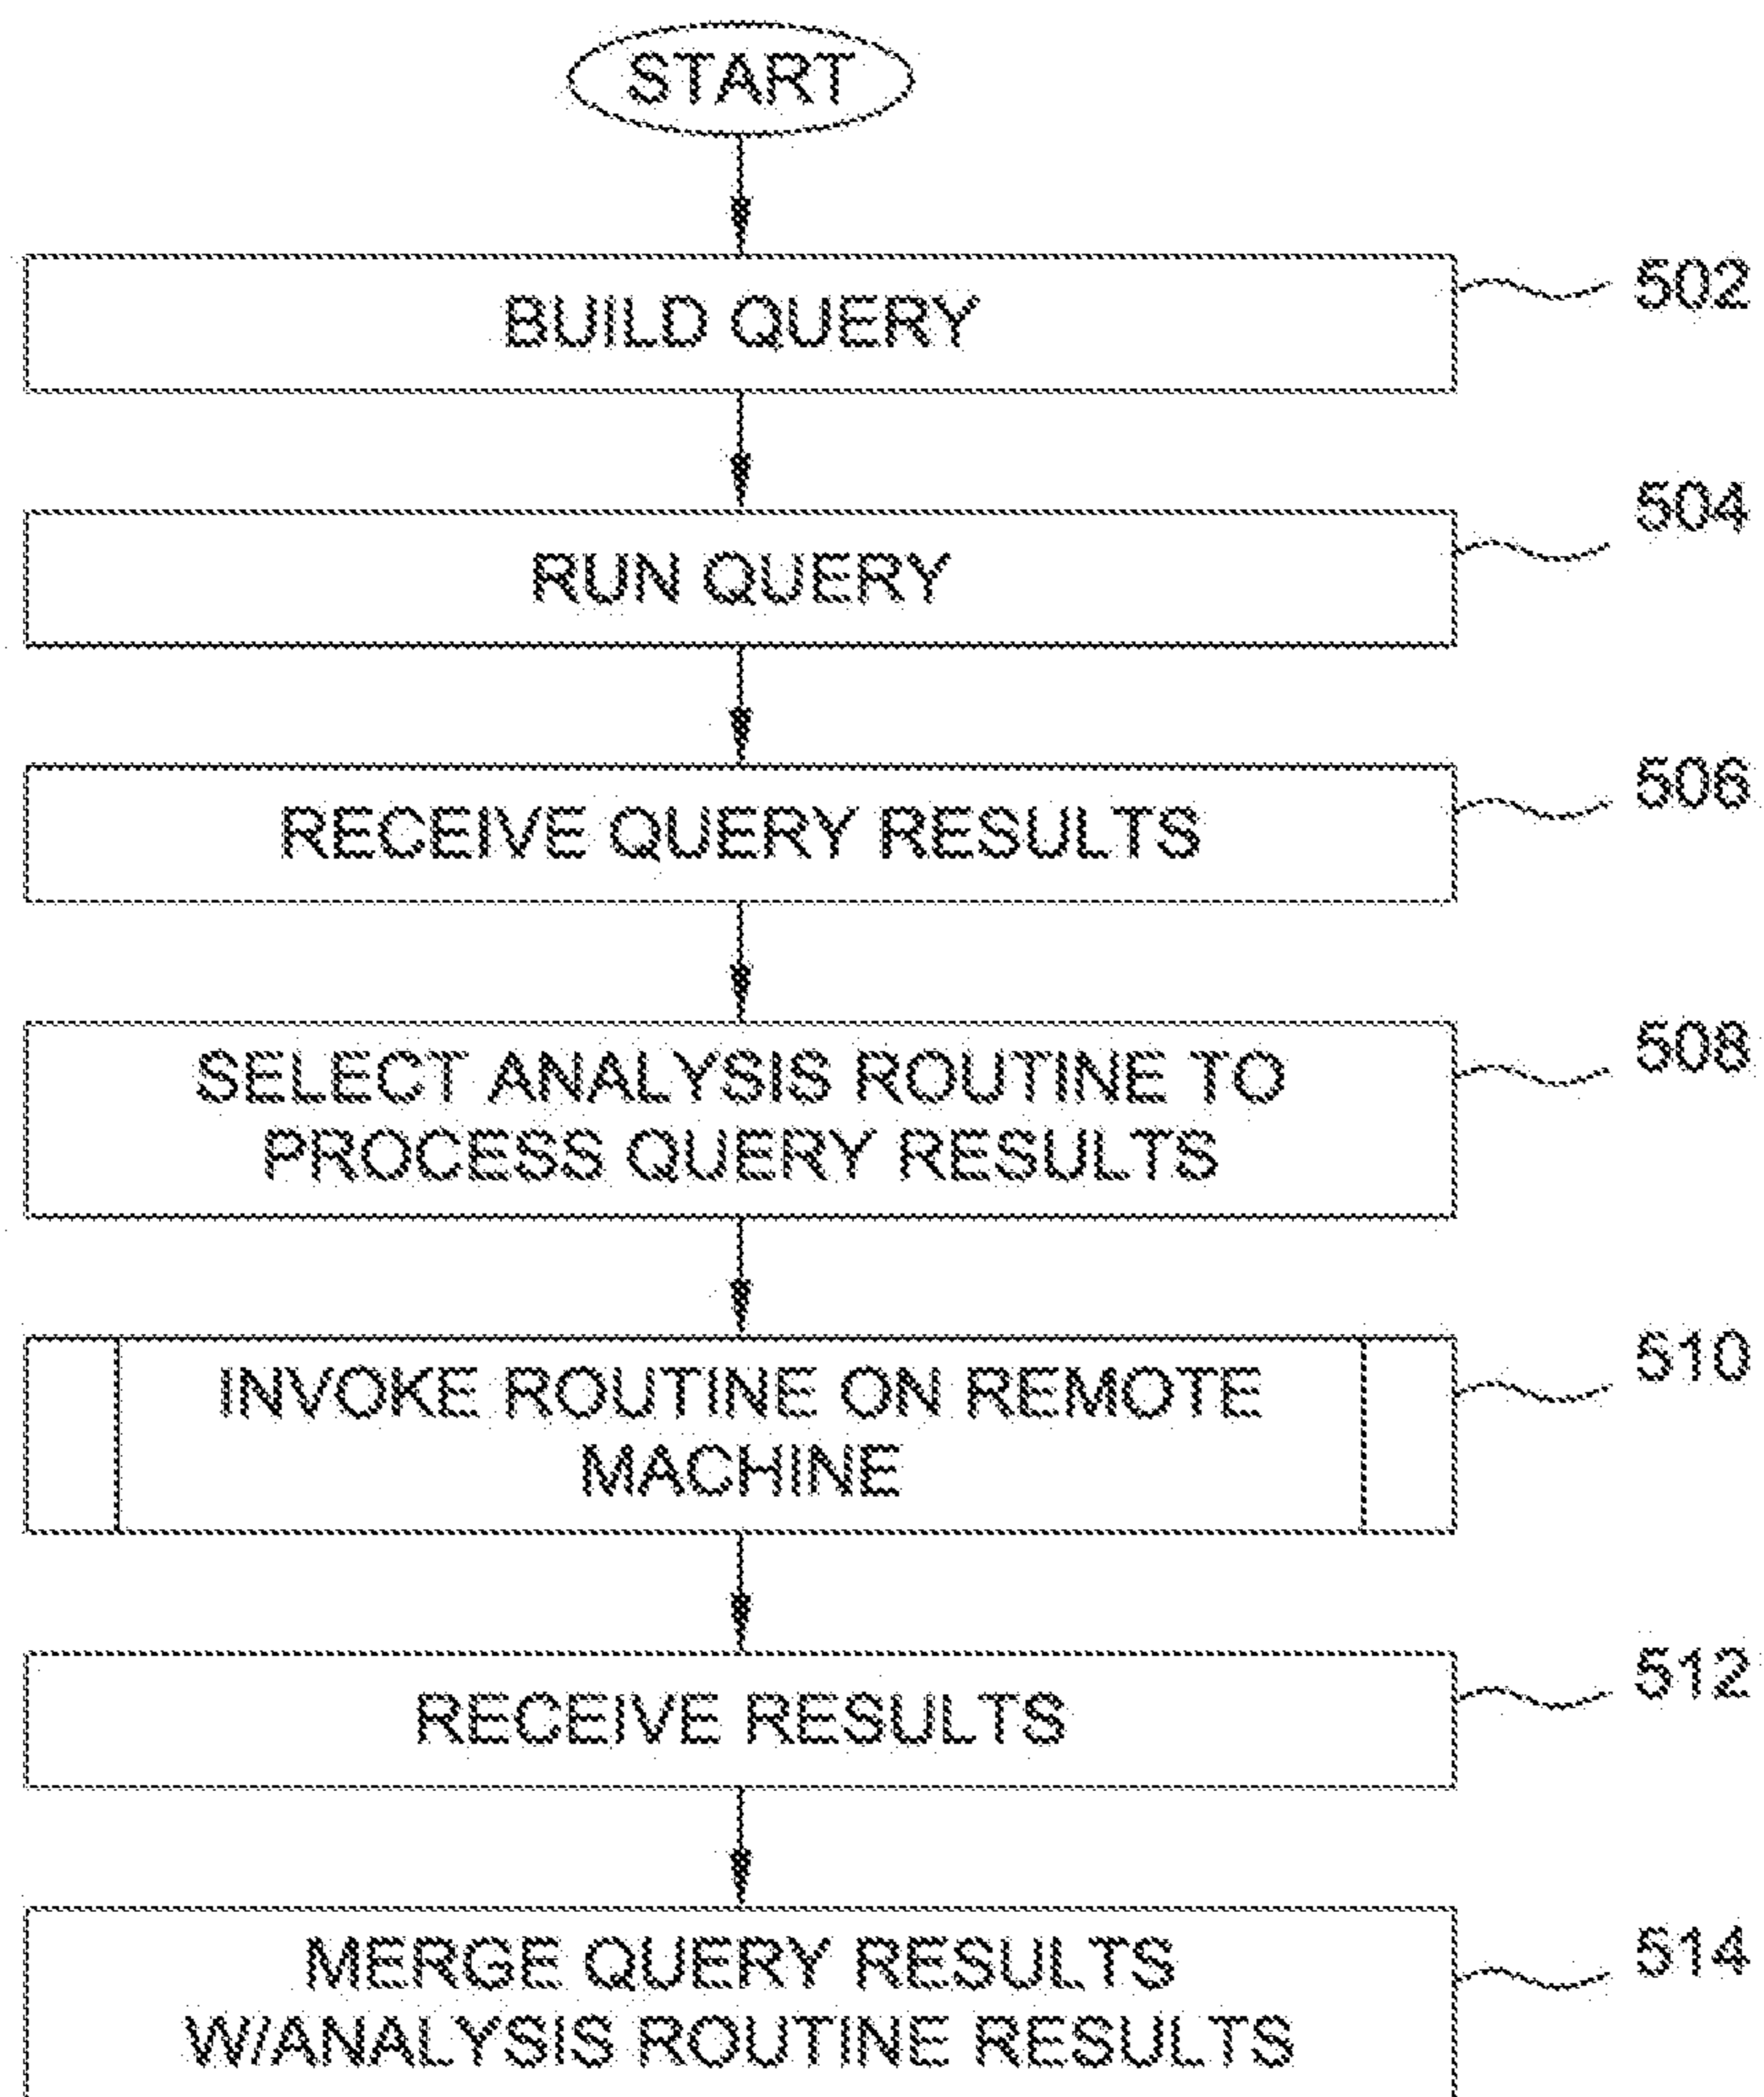 START
BUILD QUERY
502
RUN QUERY
504
RECEIVE QUERY RESULTS
506
SELECT ANALYSIS ROUTINE TO
PROCESS QUERY RESULTS
508
INVOKE ROUTINE ON REMOTE
MACHINE
510
RECEIVE RESULTS
512
MERGE QUERY RESULTS
W/ANALYSIS ROUTINE RESULTS
514